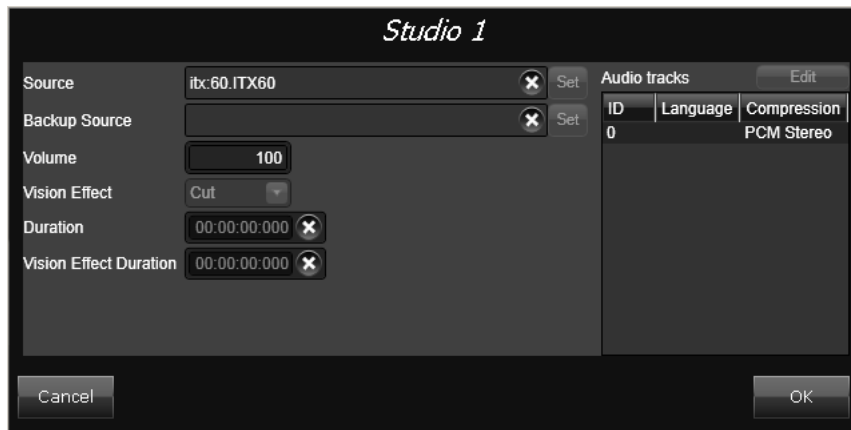 Studio 1
Source itx:60.ITX60 Set
Backup Source Set
Volume 100
Vision Effect Cut
Duration 00:00:00:000
Vision Effect Duration 00:00:00:000
Audio tracks Edit
ID Language Compression
0 PCM Stereo
Cancel OK